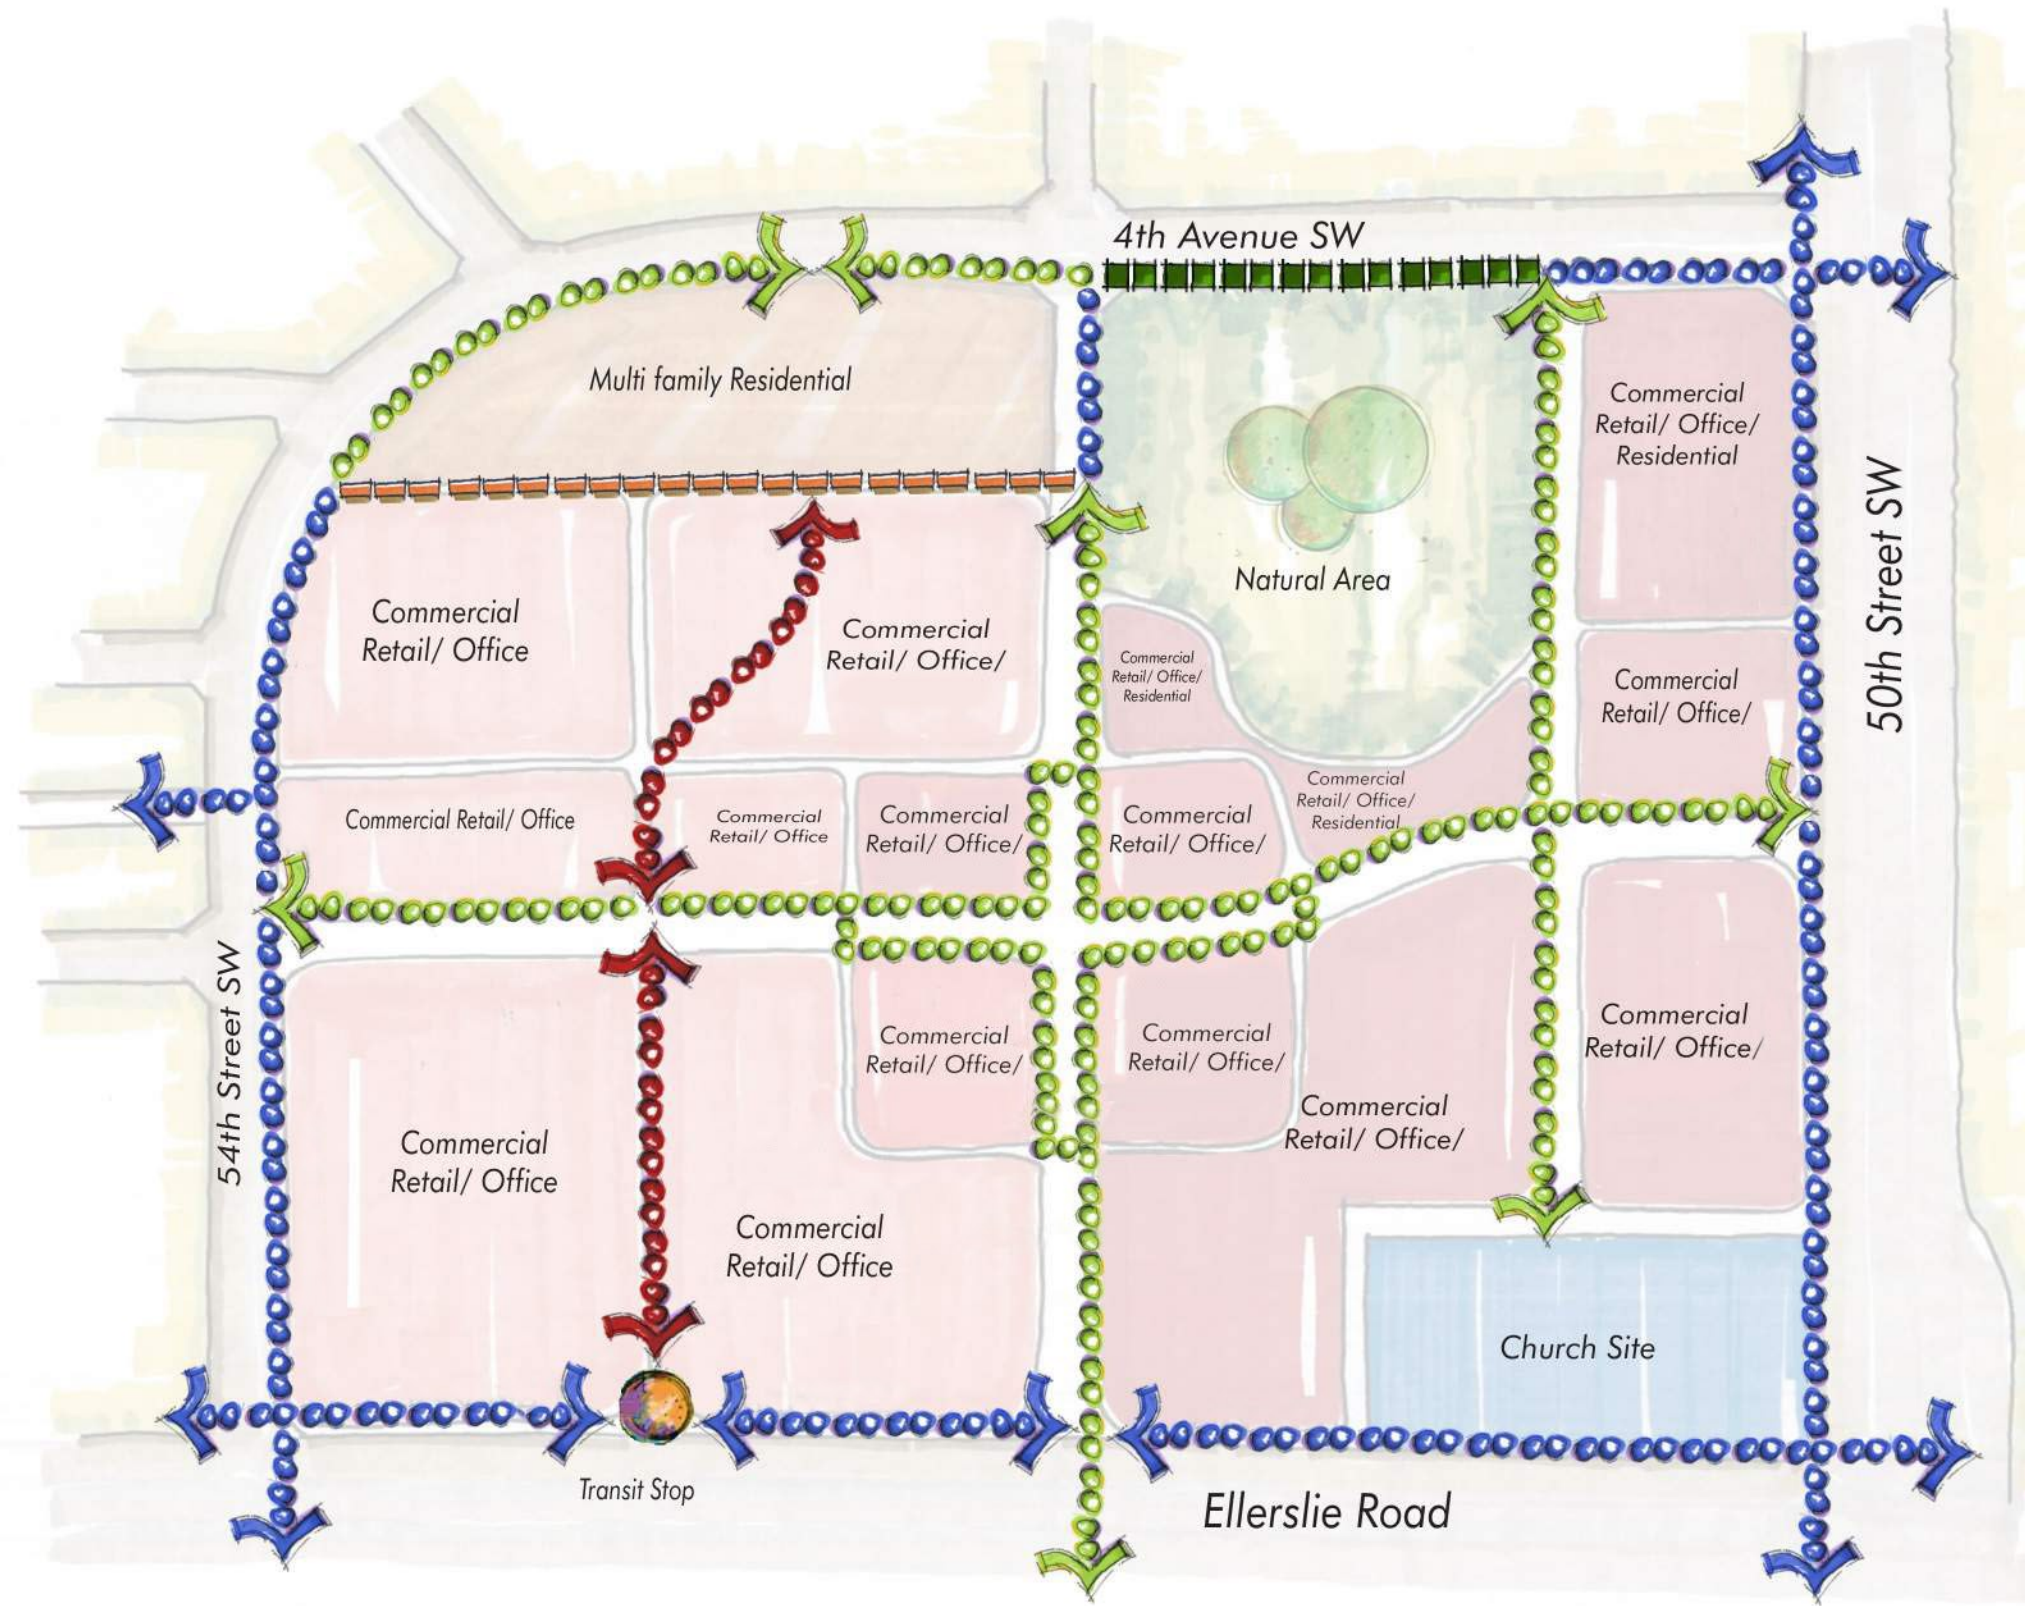 4th Avenue SW
Multi family Residential
Commercial
Retail/ Office/
Residential
50th Street SW
Natural Area
Commercial
Retail/ Office
Commercial
Retail/ Office/
Commercial
Retail/ Office/
Residential
Commercial
Retail/ Office/
Commercial Retail/ Office
Commercial
Retail/ Office
Commercial
Retail/ Office/
Commercial
Retail/ Office/
Commercial
Retail/ Office/
Residential
54th Street SW
Commercial
Retail/ Office/
Commercial
Retail/ Office/
Commercial
Retail/ Office/
Commercial
Retail/ Office/
Commercial
Retail/ Office
Commercial
Retail/ Office
Church Site
Transit Stop
Ellerslie Road